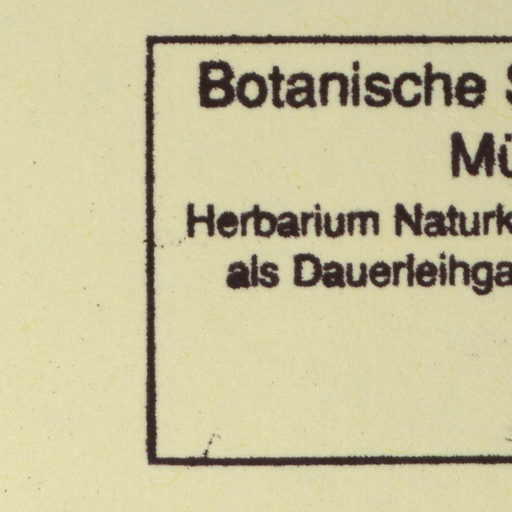 Botanische S
Mü
Herbarium Naturk
als Dauerleihga